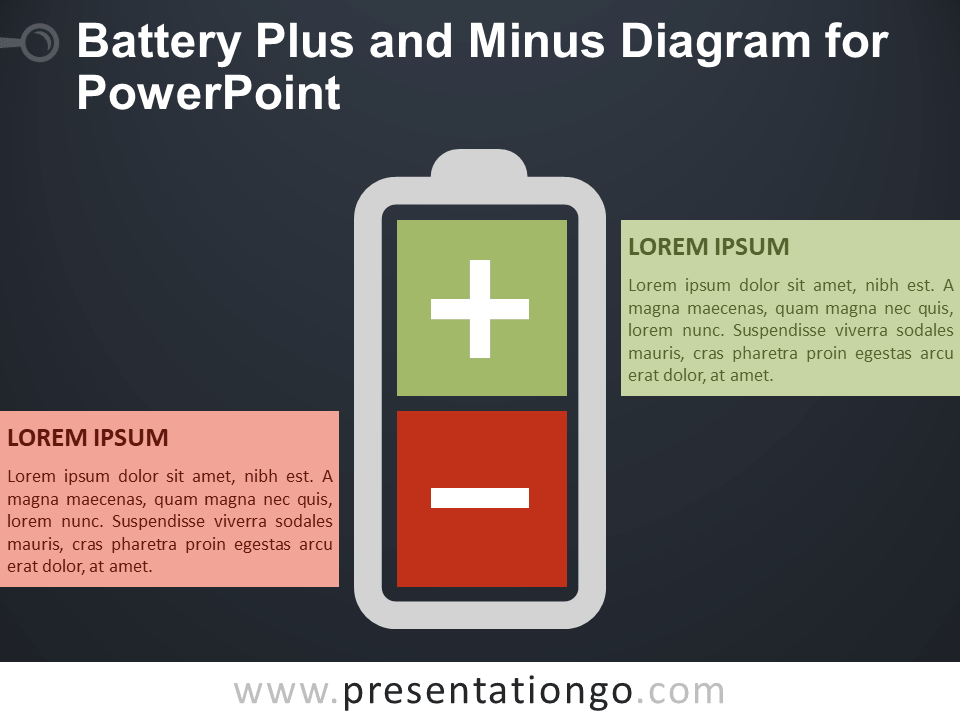 Battery Plus and Minus Diagram for
PowerPoint
LOREM IPSUM
Lorem ipsum dolor sit amet, nibh est. A
magna maecenas, quam magna nec quis,
lorem nunc. Suspendisse viverra sodales
mauris, cras pharetra proin egestas arcu
erat dolor, at amet.
LOREM IPSUM
Lorem ipsum dolor sit amet, nibh est. A
magna maecenas, quam magna nec quis,
lorem nunc. Suspendisse viverra sodales
mauris, cras pharetra proin egestas arcu
erat dolor, at amet.
www.presentationgo.com